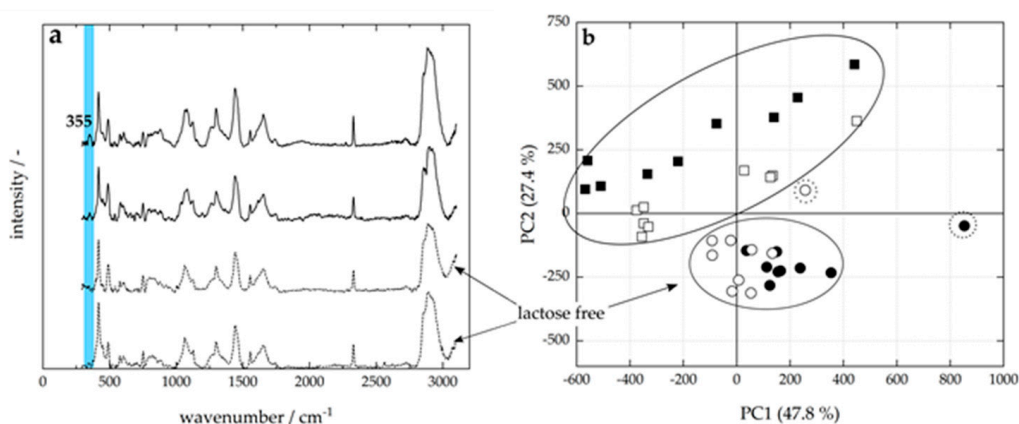 a
355
intensity / -
0 500 1000 1500 2000 2500 3000
wavenumber / cm⁻¹
lactose free
b
750
500
250
0
-250
-500
PC2 (27.4 %)
-600 -400 -200 0 200 400 600 800 1000
PC1 (47.8 %)